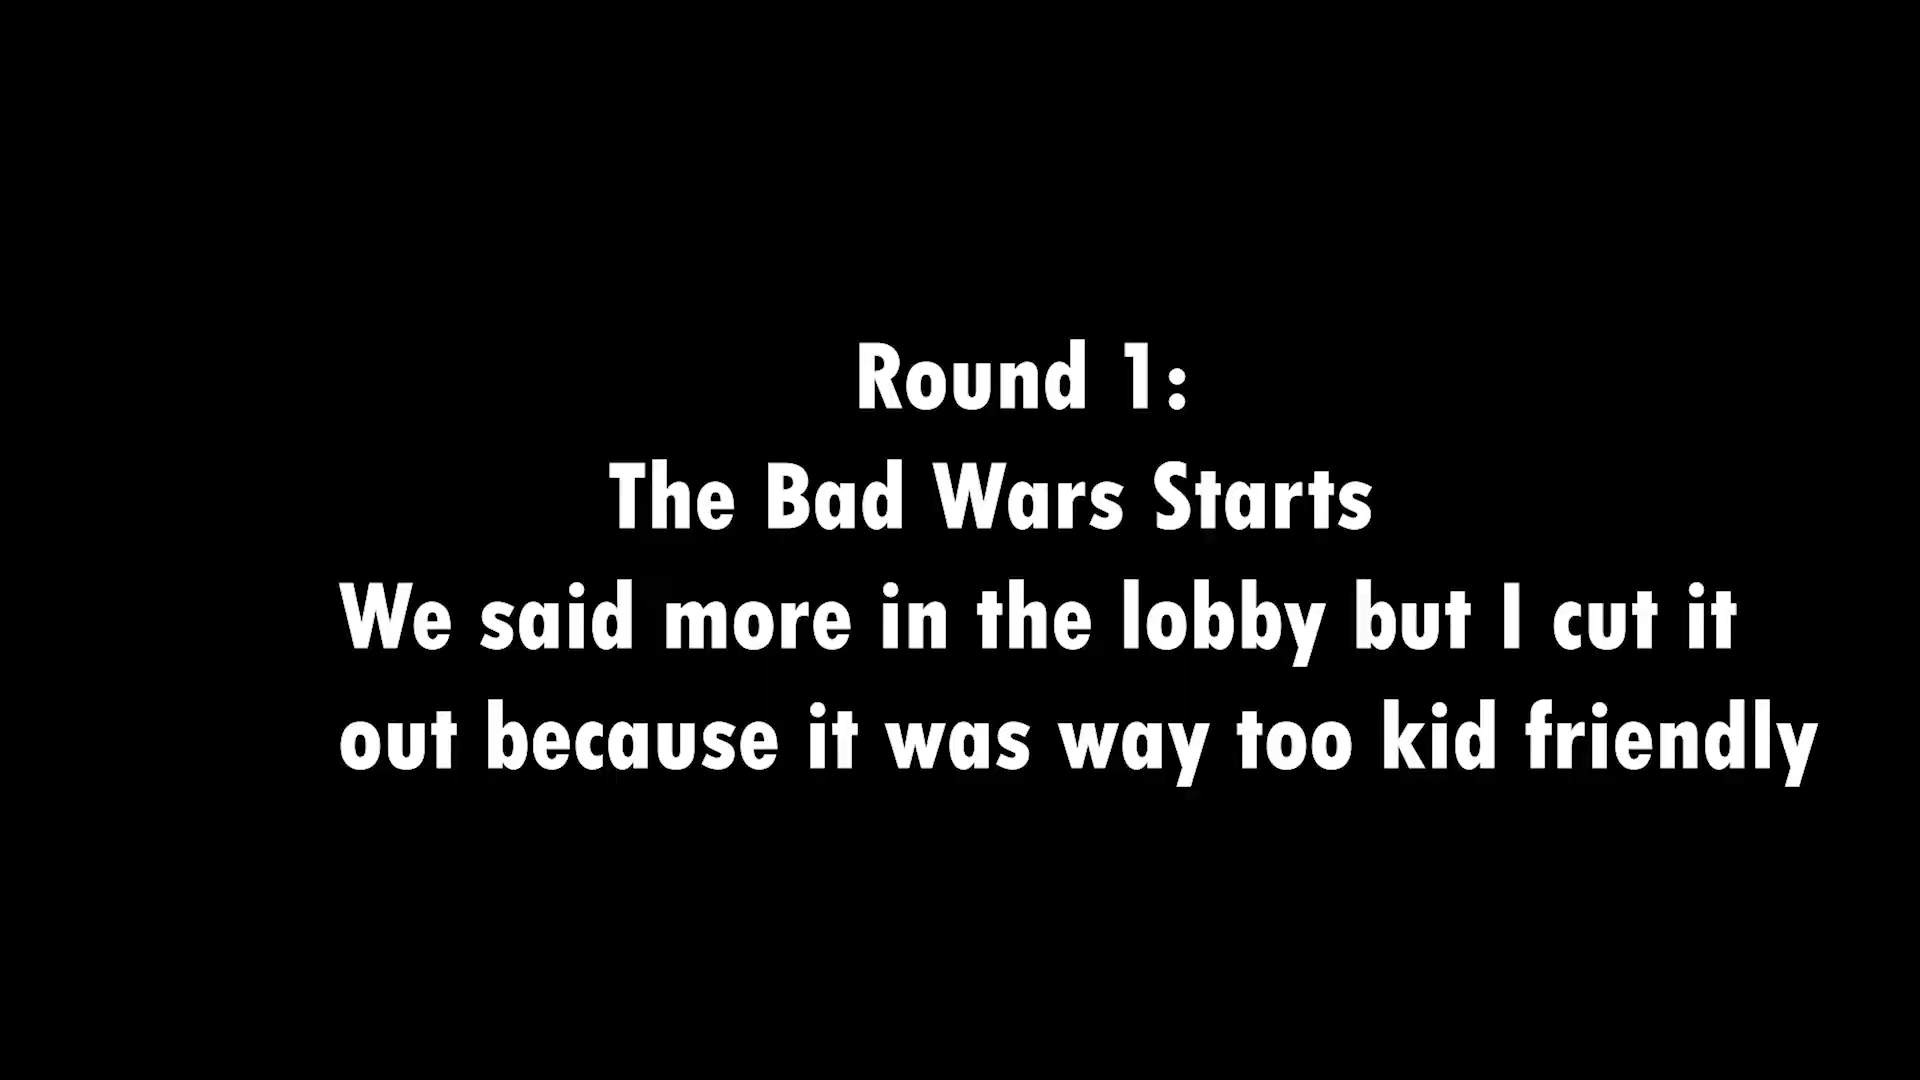 Round 1:
The Bad Wars Starts
We said more in the lobby but I cut it
out because it was way too kid friendly